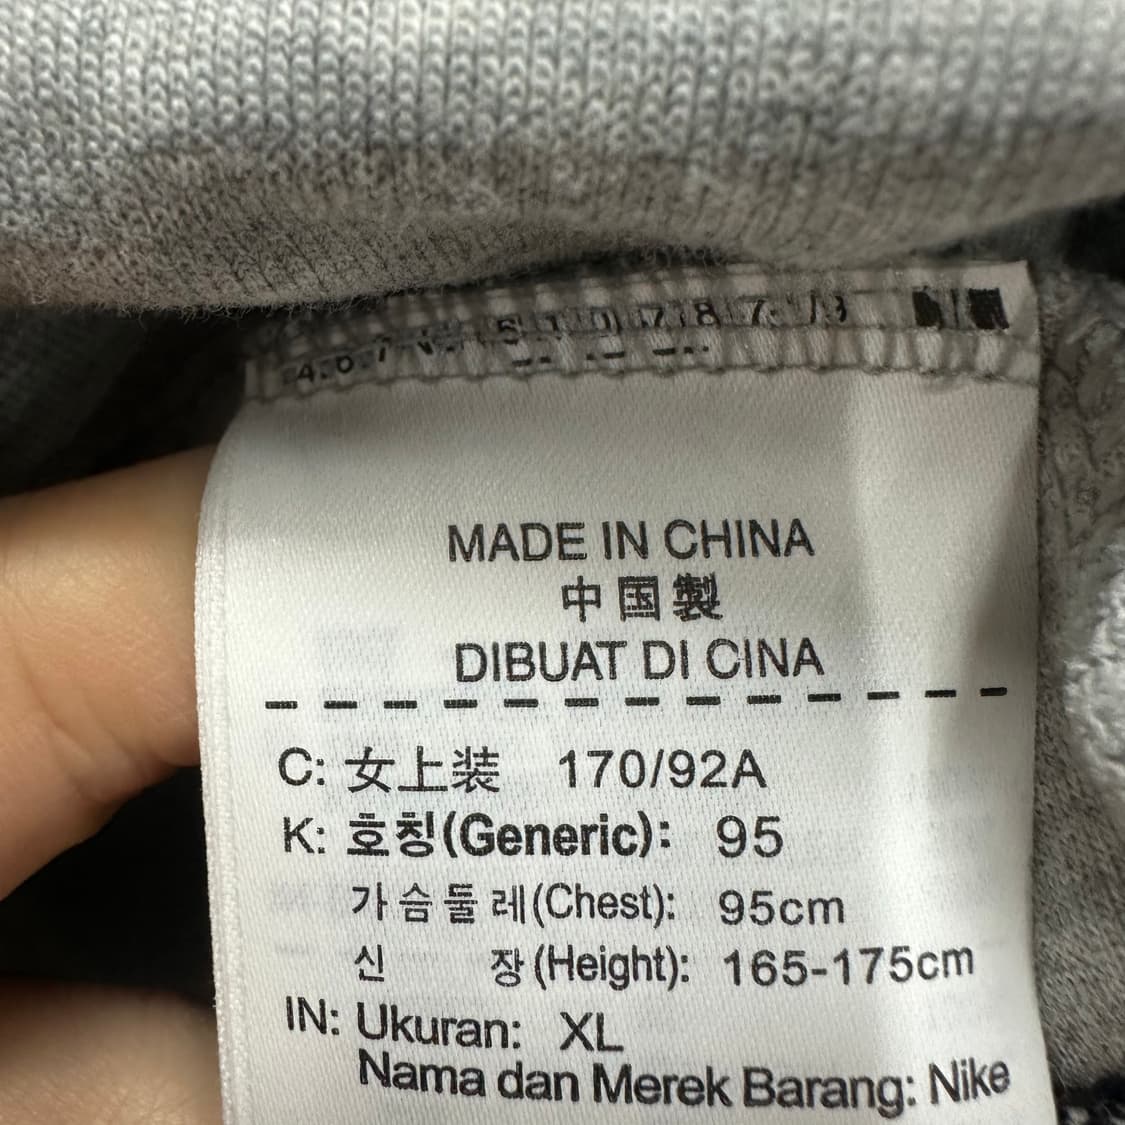 MADE IN CHINA
中国製
DIBUAT DI CINA
C: 女上装 170/92A
K: 호칭(Generic): 95
가슴둘레(Chest): 95cm
신 장(Height): 165-175cm
IN: Ukuran: XL
Nama dan Merek Barang: Nike